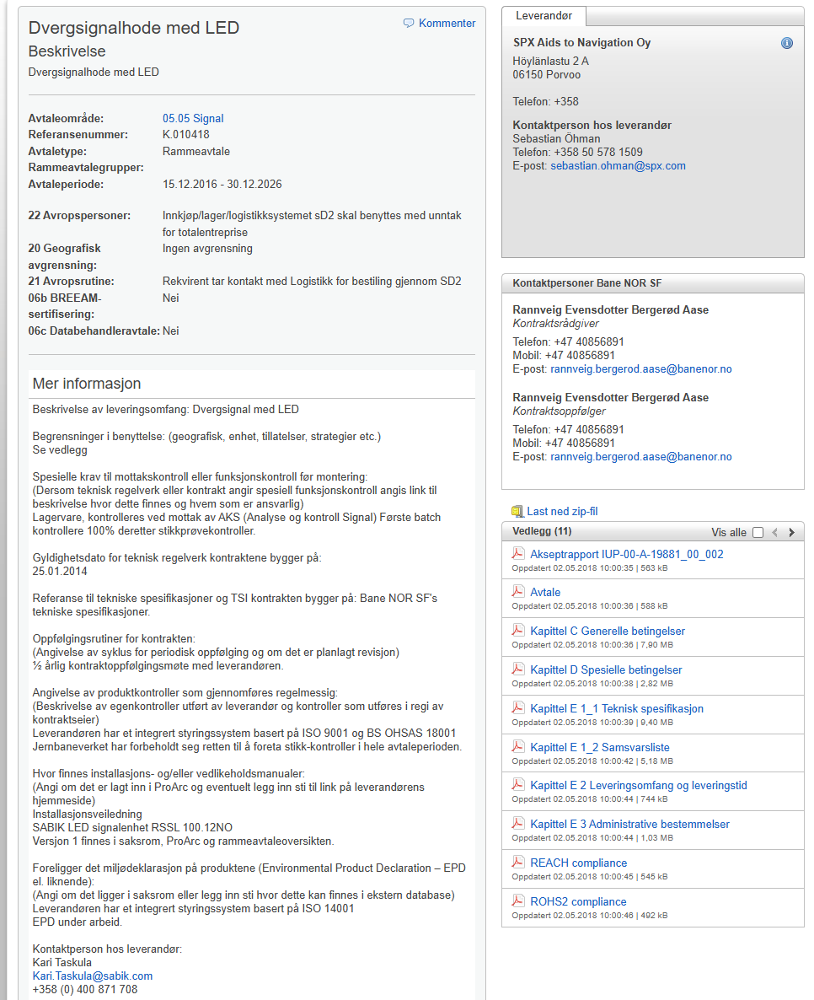 Dvergsignalhode med LED
Kommenter
Beskrivelse
Dvergsignalhode med LED
Avtaleområde: 05.05 Signal
Referansenummer: K.010418
Avtaletype: Rammeavtale
Rammeavtalegrupper:
Avtaleperiode: 15.12.2016 - 30.12.2026
22 Avropspersoner: Innkjøp/lager/logistikksystemet sD2 skal benyttes med unntak
for totalentreprise
20 Geografisk Ingen avgrensning
avgrensning:
21 Avropsrutine: Rekvirent tar kontakt med Logistikk for bestiling gjennom SD2
06b BREEAM- Nei
sertifisering:
06c Databehandleravtale: Nei
Mer informasjon
Beskrivelse av leveringsomfang: Dvergsignal med LED
Begrensninger i benyttelse: (geografisk, enhet, tillatelser, strategier etc.)
Se vedlegg
Spesielle krav til mottakskontroll eller funksjonskontroll før montering:
(Dersom teknisk regelverk eller kontrakt angir spesiell funksjonskontroll angis link til
beskrivelse hvor dette finnes og hvem som er ansvarlig)
Lagervare, kontrolleres ved mottak av AKS (Analyse og kontroll Signal) Første batch
kontrollere 100% deretter stikkprøvekontroller.
Gyldighetsdato for teknisk regelverk kontraktene bygger på:
25.01.2014
Referanse til tekniske spesifikasjoner og TSI kontrakten bygger på: Bane NOR SF's
tekniske spesifikasjoner.
Oppfølgingsrutiner for kontrakten:
(Angivelse av syklus for periodisk oppfølging og om det er planlagt revisjon)
½ årlig kontraktoppfølgingsmøte med leverandøren.
Angivelse av produktkontroller som gjennomføres regelmessig:
(Beskrivelse av egenkontroller utført av leverandør og kontroller som utføres i regi av
kontraktseier)
Leverandøren har et integrert styringssystem basert på ISO 9001 og BS OHSAS 18001
Jernbaneverket har forbeholdt seg retten til å foreta stikk-kontroller i hele avtaleperioden.
Hvor finnes installasjons- og/eller vedlikeholdsmanualer:
(Angi om det er lagt inn i ProArc og eventuelt legg inn sti til link på leverandørens
hjemmeside)
Installasjonsveiledning
SABIK LED signalenhet RSSL 100.12NO
Versjon 1 finnes i saksrom, ProArc og rammeavtaleoversikten.
Foreligger det miljødeklarasjon på produktene (Environmental Product Declaration – EPD
el. liknende):
(Angi om det ligger i saksrom eller legg inn sti hvor dette kan finnes i ekstern database)
Leverandøren har et integrert styringssystem basert på ISO 14001
EPD under arbeid.
Kontaktperson hos leverandør:
Kari Taskula
Kari.Taskula@sabik.com
+358 (0) 400 871 708
Leverandør
SPX Aids to Navigation Oy
Höylänlastu 2 A
06150 Porvoo
Telefon: +358
Kontaktperson hos leverandør
Sebastian Öhman
Telefon: +358 50 578 1509
E-post: sebastian.ohman@spx.com
Kontaktpersoner Bane NOR SF
Rannveig Evensdotter Bergerød Aase
Kontraktsrådgiver
Telefon: +47 40856891
Mobil: +47 40856891
E-post: rannveig.bergerod.aase@banenor.no
Rannveig Evensdotter Bergerød Aase
Kontraktsoppfølger
Telefon: +47 40856891
Mobil: +47 40856891
E-post: rannveig.bergerod.aase@banenor.no
Last ned zip-fil
Vedlegg (11) Vis alle
Akseptrapport IUP-00-A-19881_00_002
Oppdatert 02.05.2018 10:00:35 | 563 kB
Avtale
Oppdatert 02.05.2018 10:00:36 | 588 kB
Kapittel C Generelle betingelser
Oppdatert 02.05.2018 10:00:36 | 7,90 MB
Kapittel D Spesielle betingelser
Oppdatert 02.05.2018 10:00:38 | 2,82 MB
Kapittel E 1_1 Teknisk spesifikasjon
Oppdatert 02.05.2018 10:00:39 | 9,40 MB
Kapittel E 1_2 Samsvarsliste
Oppdatert 02.05.2018 10:00:42 | 5,18 MB
Kapittel E 2 Leveringsomfang og leveringstid
Oppdatert 02.05.2018 10:00:44 | 744 kB
Kapittel E 3 Administrative bestemmelser
Oppdatert 02.05.2018 10:00:44 | 1,03 MB
REACH compliance
Oppdatert 02.05.2018 10:00:45 | 545 kB
ROHS2 compliance
Oppdatert 02.05.2018 10:00:46 | 492 kB